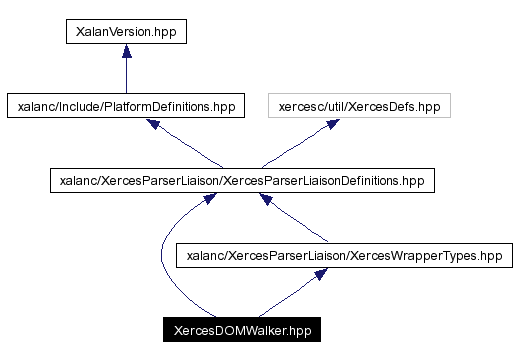 XalanVersion.hpp
xalanc/Include/PlatformDefinitions.hpp
xercesc/util/XercesDefs.hpp
xalanc/XercesParserLiaison/XercesParserLiaisonDefinitions.hpp
xalanc/XercesParserLiaison/XercesWrapperTypes.hpp
XercesDOMWalker.hpp